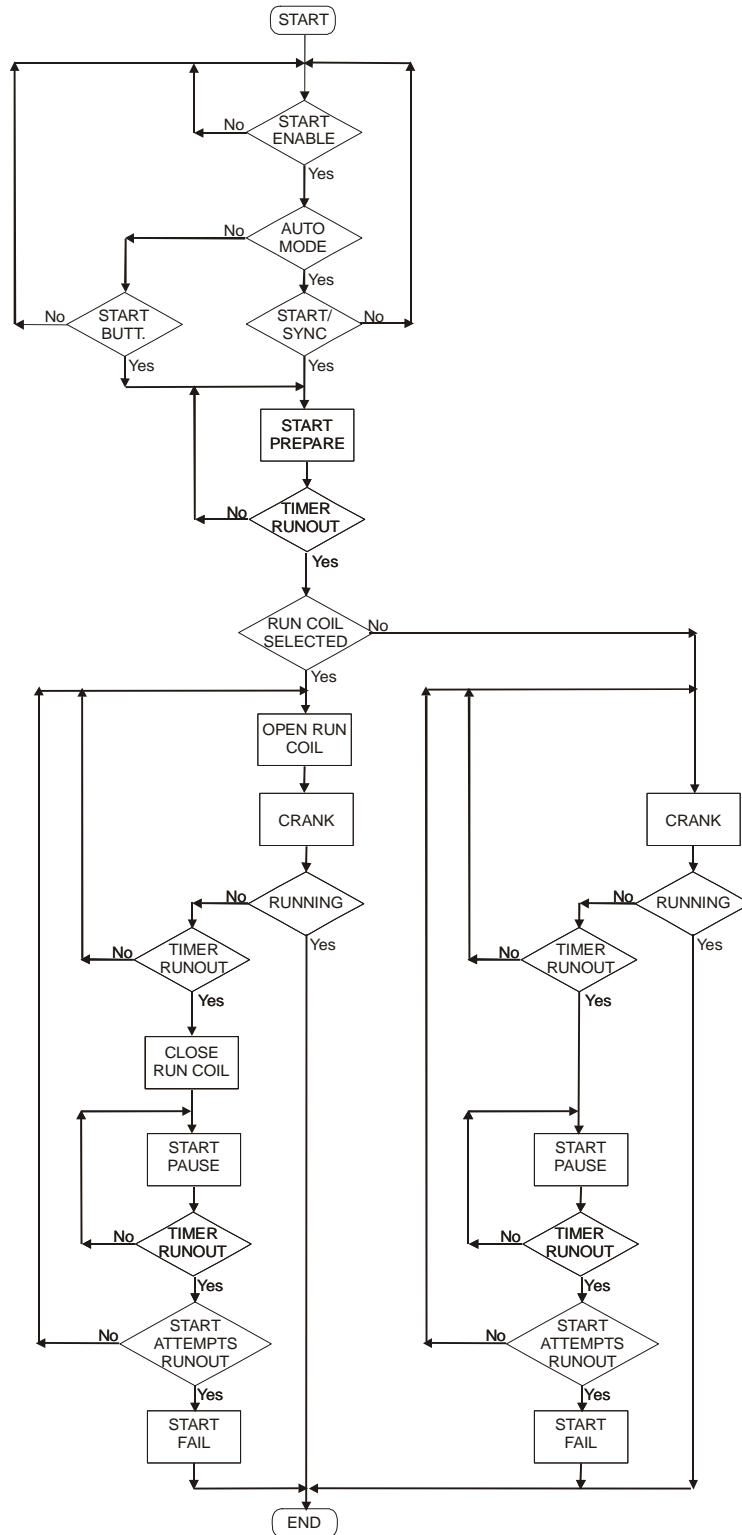 START
START
ENABLE
No
Yes
AUTO
MODE
No
Yes
START
BUTT.
No
Yes
START/
SYNC
No
Yes
START
PREPARE
TIMER
RUNOUT
No
Yes
RUN COIL
SELECTED
No
Yes
OPEN RUN
COIL
CRANK
RUNNING
No
Yes
TIMER
RUNOUT
No
Yes
CLOSE
RUN COIL
START
PAUSE
TIMER
RUNOUT
No
Yes
START
ATTEMPTS
RUNOUT
No
Yes
START
FAIL
CRANK
RUNNING
No
Yes
TIMER
RUNOUT
No
Yes
START
PAUSE
TIMER
RUNOUT
No
Yes
START
ATTEMPTS
RUNOUT
No
Yes
START
FAIL
END